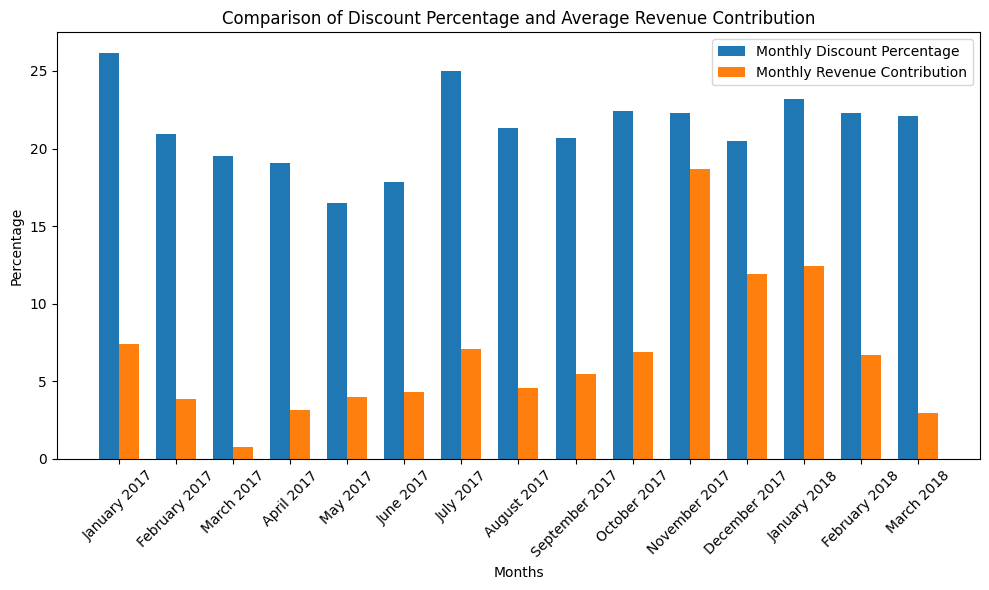 Comparison of Discount Percentage and Average Revenue Contribution
Monthly Discount Percentage
Monthly Revenue Contribution
Percentage
25
20
15
10
5
0
January 2017
February 2017
March 2017
April 2017
May 2017
June 2017
July 2017
August 2017
September 2017
October 2017
November 2017
December 2017
January 2018
February 2018
March 2018
Months